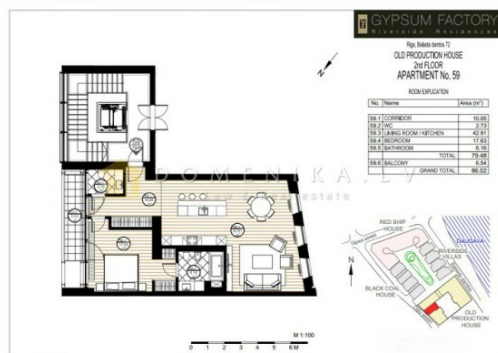 GYPSUM FACTORY
Riverside Residences
Riga, Balasta dambis 72
OLD PRODUCTION HOUSE
2nd FLOOR
APARTMENT No. 59
ROOM EXPLICATION
No. Name Area (m²)
59.1 CORRIDOR 10.05
59.2 WC 2.73
59.3 LIVING ROOM / KITCHEN 42.91
59.4 BEDROOM 17.63
59.5 BATHROOM 6.16
TOTAL 79.48
59.6 BALCONY 6.54
GRAND TOTAL 86.02
N
DOMENIKA.LV
Law & Real estate
RED SHIP
HOUSE
DAUGAVA
RIVERSIDE
VILLAS
N
BLACK COAL
HOUSE
OLD
PRODUCTION
HOUSE
M 1:100
0 1 2 3 4 5 6M